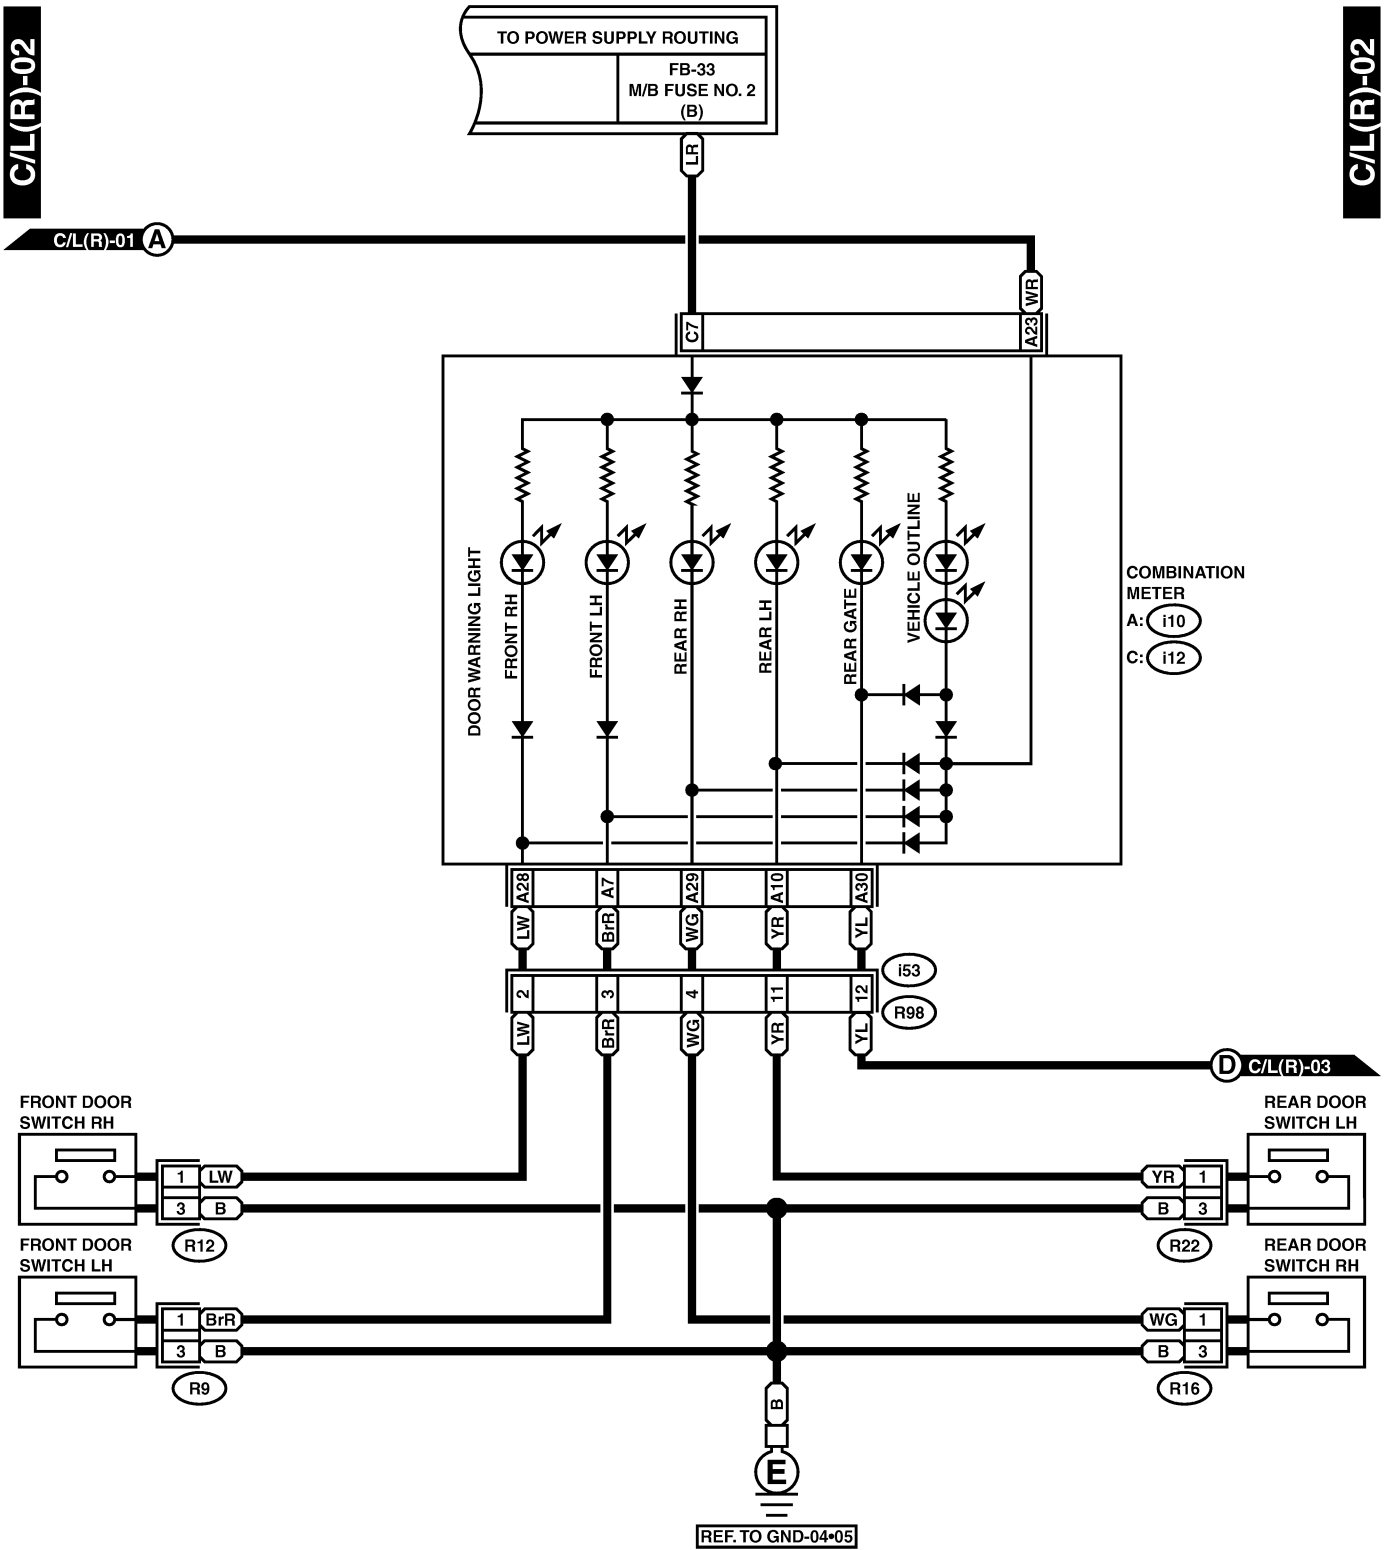 C/L(R)-02
C/L(R)-02
TO POWER SUPPLY ROUTING
FB-33
M/B FUSE NO. 2
(B)
LR
C/L(R)-01
A
WR
C7
A23
DOOR WARNING LIGHT
FRONT RH
FRONT LH
REAR RH
REAR LH
REAR GATE
VEHICLE OUTLINE
COMBINATION
METER
A: i10
C: i12
A28
A7
A29
A10
A30
LW
BrR
WG
YR
YL
i53
2
3
4
11
12
R98
LW
BrR
WG
YR
YL
D
C/L(R)-03
FRONT DOOR
SWITCH RH
1 LW
3 B
R12
REAR DOOR
SWITCH LH
YR 1
B 3
R22
FRONT DOOR
SWITCH LH
1 BrR
3 B
R9
REAR DOOR
SWITCH RH
WG 1
B 3
R16
B
E
REF. TO GND-04•05